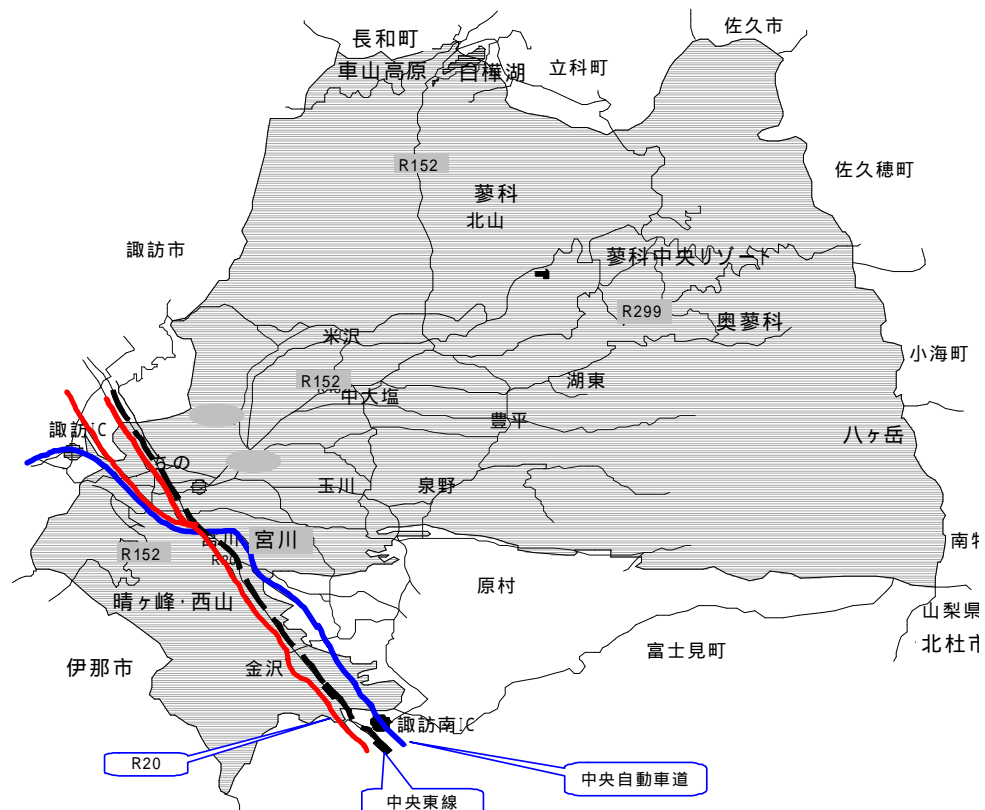 佐久市
長和町
車山高原
白樺湖
立科町
R152
佐久穂町
蓼科
北山
諏訪市
蓼科中央リゾート
R299
奥蓼科
米沢
小海町
R152
湖東
中大塩
豊平
諏訪IC
八ヶ岳
ちの
玉川
泉野
宮川
宮川
R152
R20
原村
晴ヶ峰・西山
山梨県
北杜市
富士見町
伊那市
金沢
諏訪南IC
R20
中央自動車道
中央東線